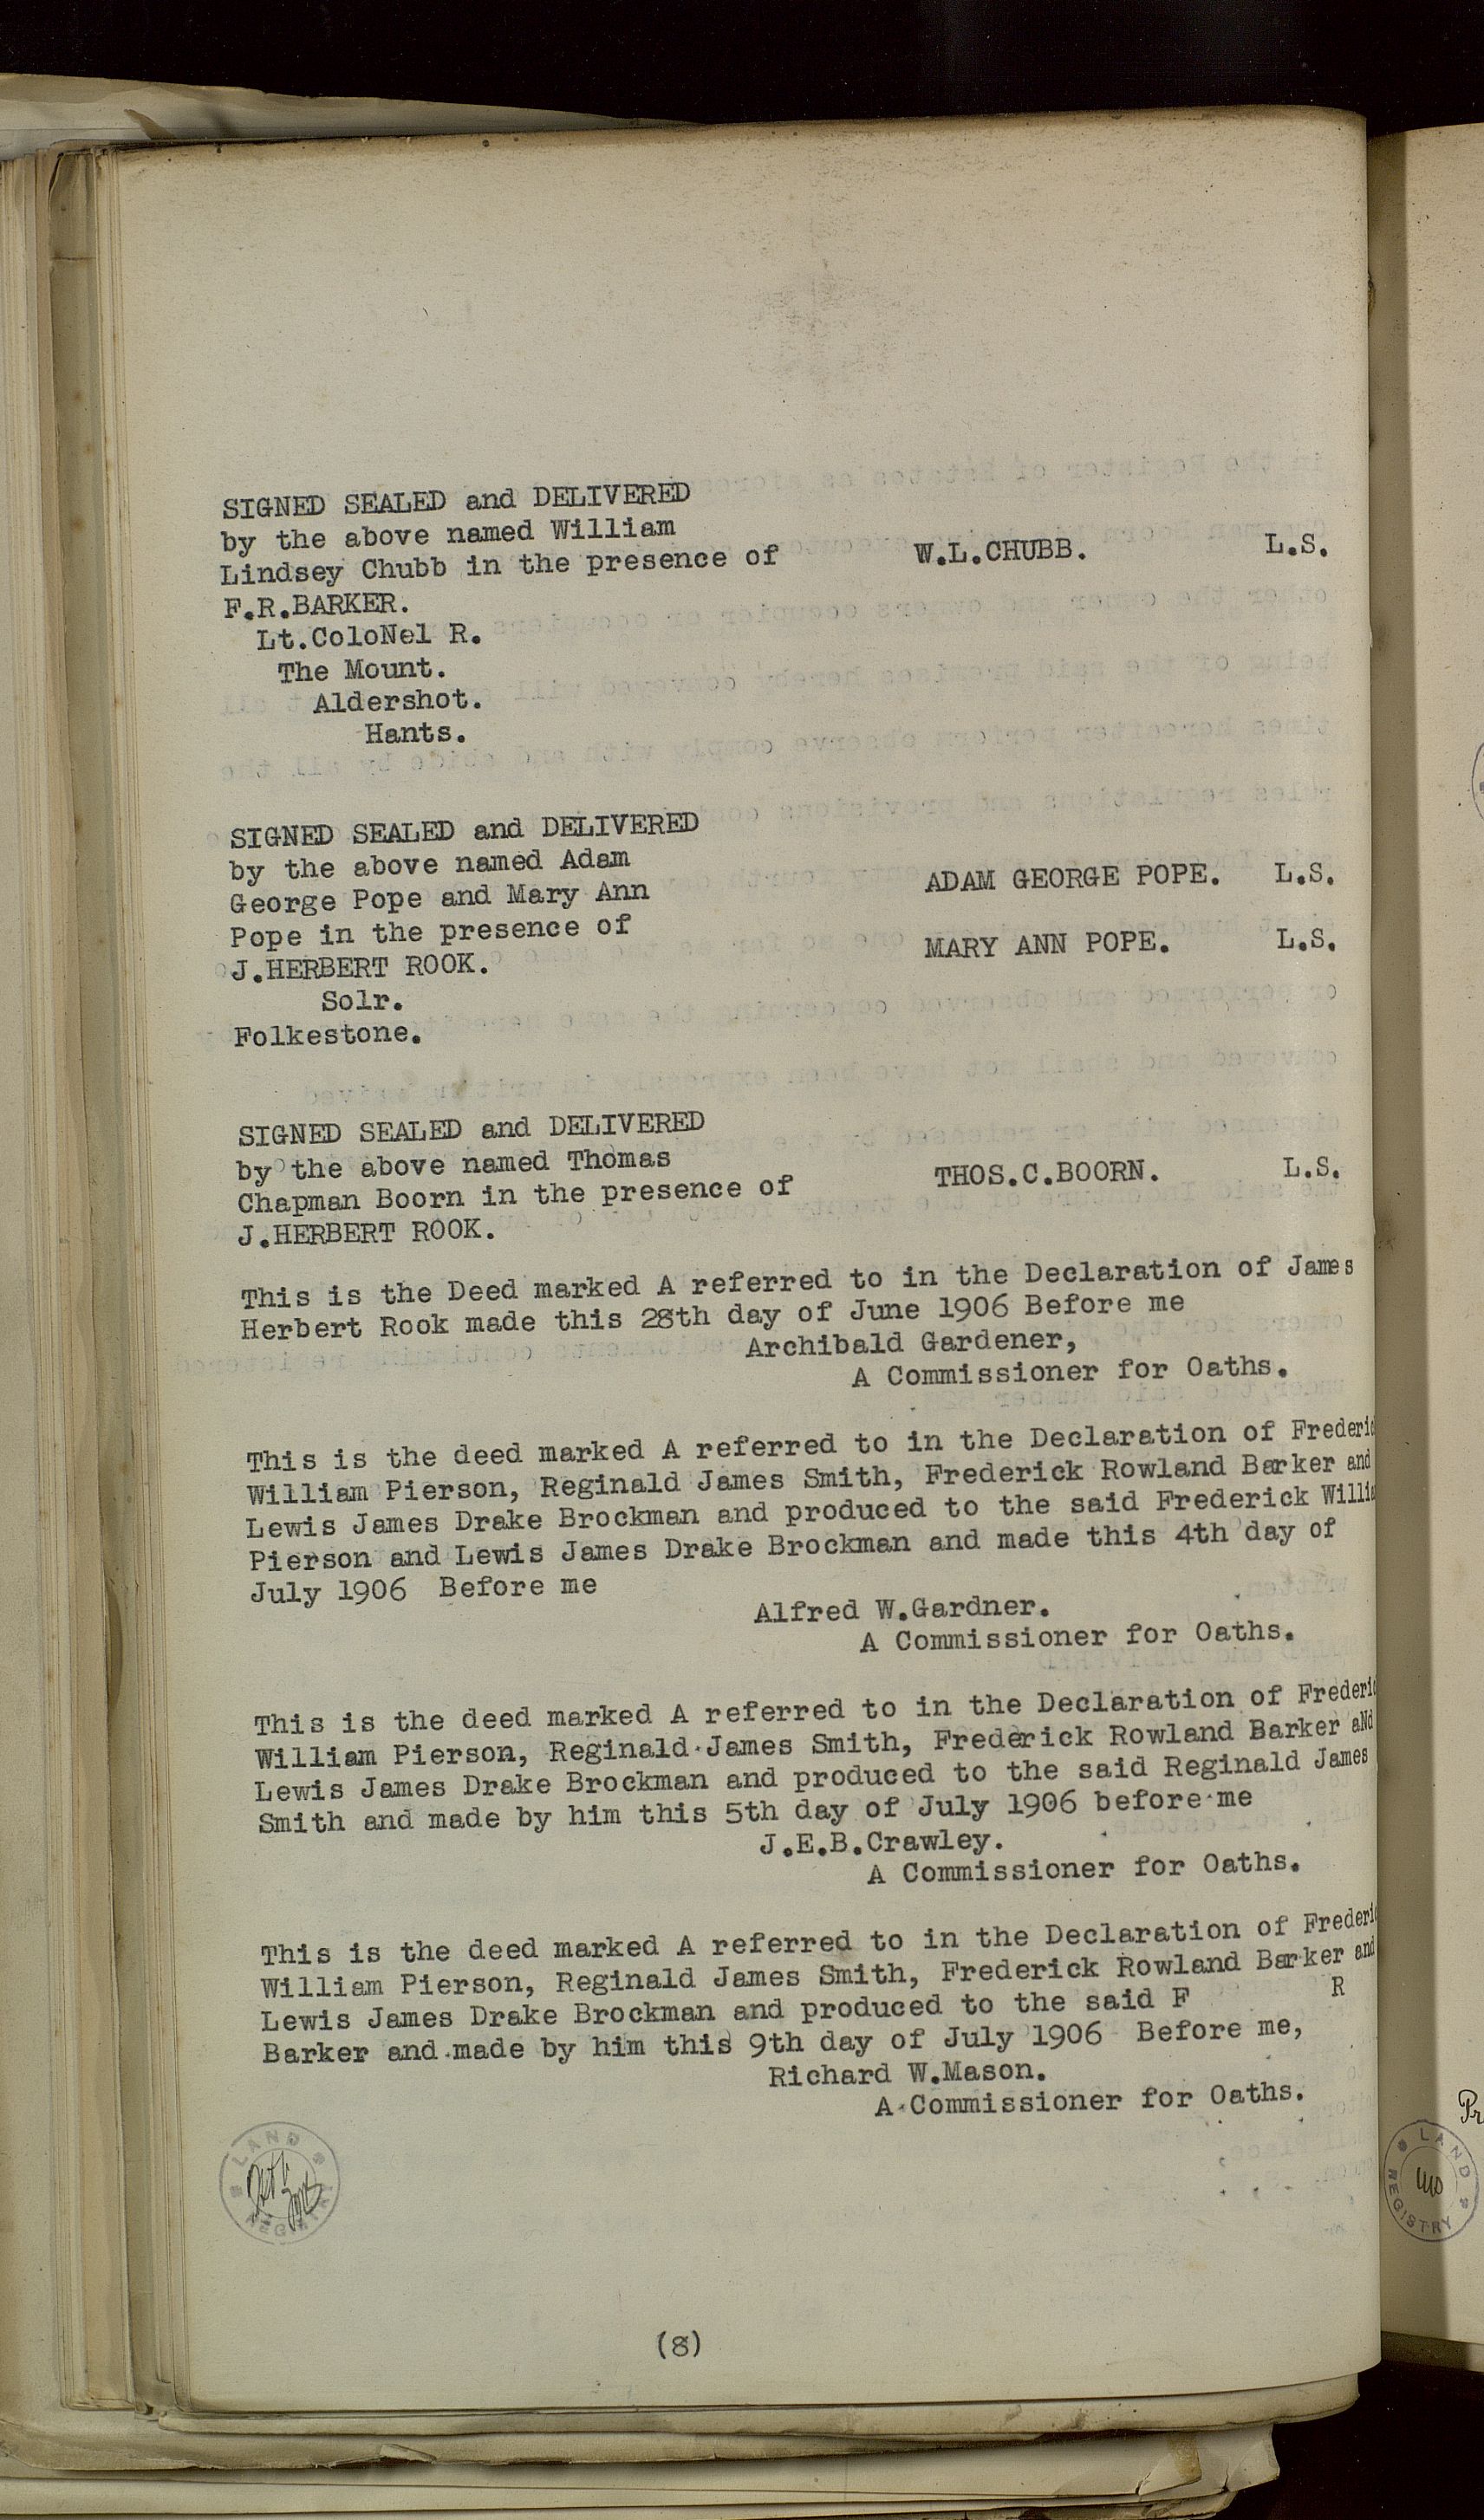 SIGNED SEALED and DELIVERED
by the above named William
Lindsey Chubb in the presence of W.L.CHUBB. L.S.
F.R.BARKER.
Lt.ColoNel R.
The Mount.
Aldershot.
Hants.
SIGNED SEALED and DELIVERED
by the above named Adam
George Pope and Mary Ann ADAM GEORGE POPE. L.S.
Pope in the presence of MARY ANN POPE. L.S.
J.HERBERT ROOK.
Solr.
Folkestone.
SIGNED SEALED and DELIVERED
by the above named Thomas
Chapman Boorn in the presence of THOS.C.BOORN. L.S.
J.HERBERT ROOK.
This is the Deed marked A referred to in the Declaration of James
Herbert Rook made this 28th day of June 1906 Before me
Archibald Gardener,
A Commissioner for Oaths.
This is the deed marked A referred to in the Declaration of Frederic
William Pierson, Reginald James Smith, Frederick Rowland Barker and
Lewis James Drake Brockman and produced to the said Frederick Willia
Pierson and Lewis James Drake Brockman and made this 4th day of
July 1906 Before me
Alfred W.Gardner.
A Commissioner for Oaths.
This is the deed marked A referred to in the Declaration of Frederic
William Pierson, Reginald James Smith, Frederick Rowland Barker aNd
Lewis James Drake Brockman and produced to the said Reginald James
Smith and made by him this 5th day of July 1906 before me
J.E.B.Crawley.
A Commissioner for Oaths.
This is the deed marked A referred to in the Declaration of Frederic
William Pierson, Reginald James Smith, Frederick Rowland Barker and
Lewis James Drake Brockman and produced to the said F R
Barker and made by him this 9th day of July 1906 Before me,
Richard W.Mason.
A Commissioner for Oaths.
LAND REGISTRY
(8)
Pr
LAND REGISTRY